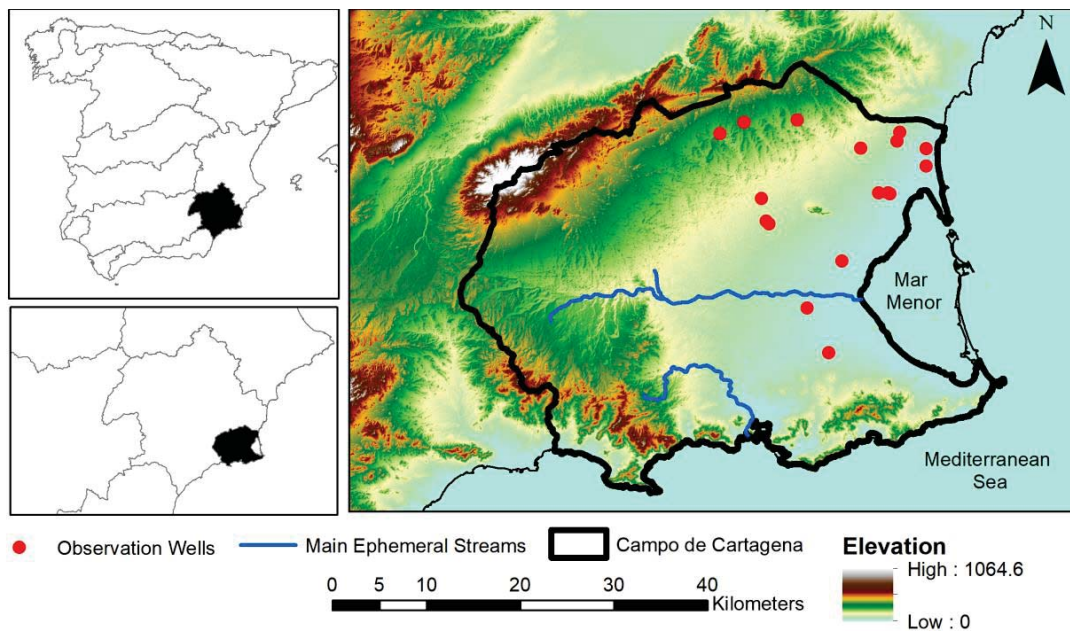 N
Mar
Menor
Mediterranean
Sea
Observation Wells
Main Ephemeral Streams
Campo de Cartagena
Elevation
High : 1064.6
Low : 0
0 5 10 20 30 40
Kilometers